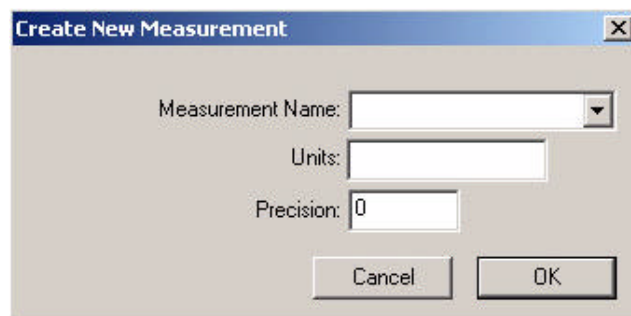 Create New Measurement
Measurement Name:
Units:
Precision: 0
Cancel OK